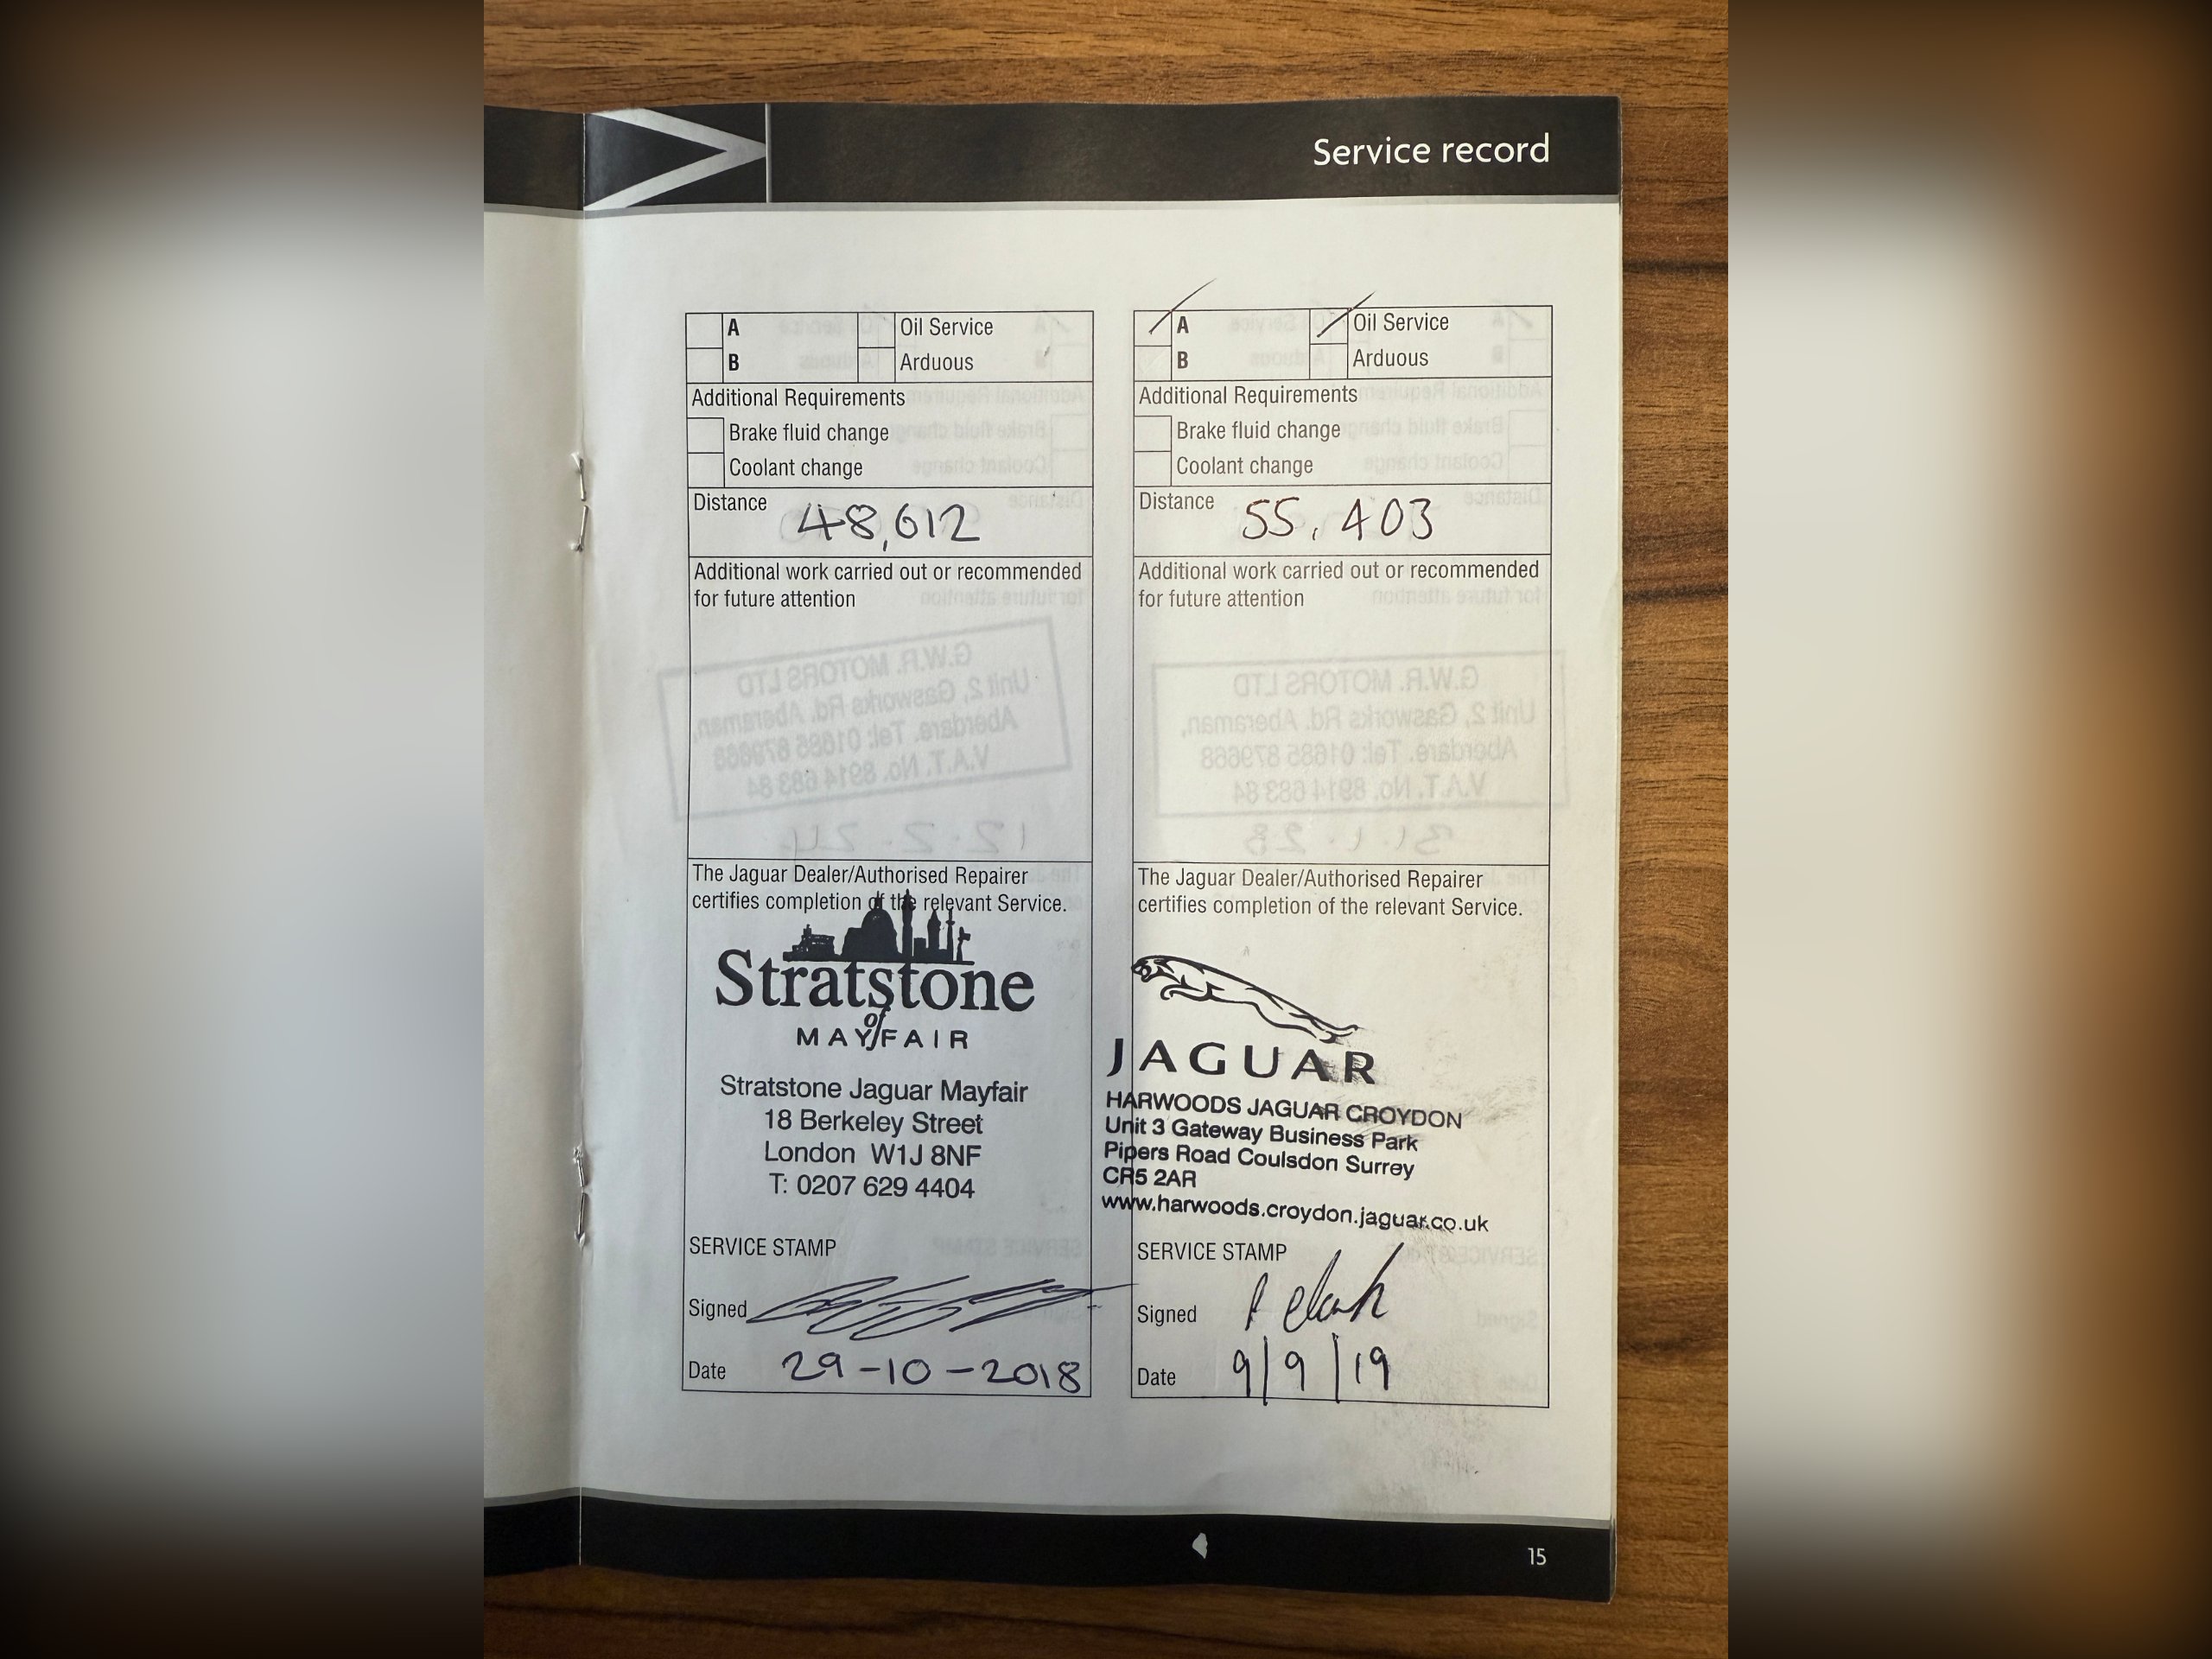 Service record
A
Oil Service
B
Arduous
Additional Requirements
Brake fluid change
Coolant change
Distance 48,612
Additional work carried out or recommended
for future attention
The Jaguar Dealer/Authorised Repairer
certifies completion of the relevant Service.
Stratstone
of
MAYFAIR
Stratstone Jaguar Mayfair
18 Berkeley Street
London W1J 8NF
T: 0207 629 4404
SERVICE STAMP
Signed
Date 29-10-2018
A
Oil Service
B
Arduous
Additional Requirements
Brake fluid change
Coolant change
Distance 55,403
Additional work carried out or recommended
for future attention
The Jaguar Dealer/Authorised Repairer
certifies completion of the relevant Service.
JAGUAR
HARWOODS JAGUAR CROYDON
Unit 3 Gateway Business Park
Pipers Road Coulsdon Surrey
CR5 2AR
www.harwoods.croydon.jaguar.co.uk
SERVICE STAMP
Signed
Date 9/9/19
15